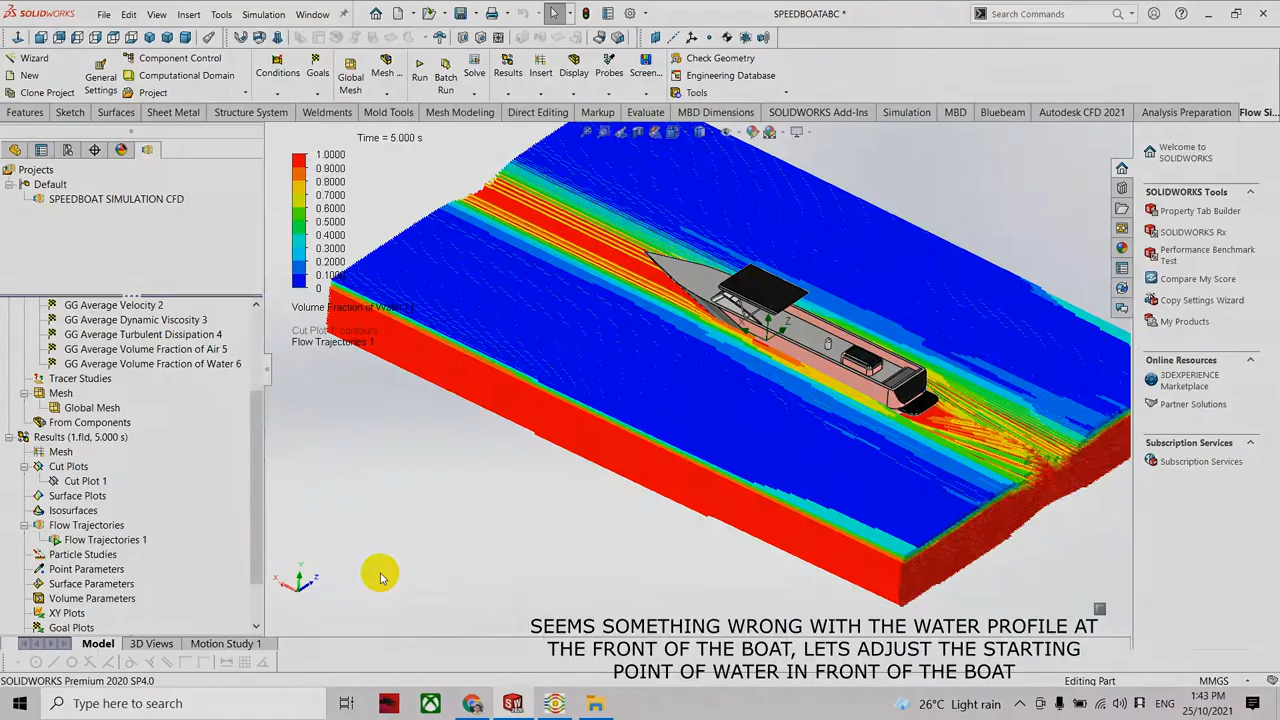 SOLIDWORKS
File
Edit
View
Insert
Tools
Simulation
Window
SPEEDBOATABC *
Search Commands
Wizard
New
Clone Project
General
Settings
Component Control
Computational Domain
Project
Conditions
Goals
Global
Mesh
Mesh ...
Run
Batch
Run
Solve
Results
Insert
Display
Probes
Screen...
Check Geometry
Engineering Database
Tools
Features
Sketch
Surfaces
Sheet Metal
Structure System
Weldments
Mold Tools
Mesh Modeling
Direct Editing
Markup
Evaluate
MBD Dimensions
SOLIDWORKS Add-Ins
Simulation
MBD
Bluebeam
Autodesk CFD 2021
Analysis Preparation
Flow Si...
Projects
Default
SPEEDBOAT SIMULATION CFD
GG Average Velocity 2
GG Average Dynamic Viscosity 3
GG Average Turbulent Dissipation 4
GG Average Volume Fraction of Air 5
GG Average Volume Fraction of Water 6
Tracer Studies
Mesh
Global Mesh
From Components
Results (1.fld, 5.000 s)
Mesh
Cut Plots
Cut Plot 1
Surface Plots
Isosurfaces
Flow Trajectories
Flow Trajectories 1
Particle Studies
Point Parameters
Surface Parameters
Volume Parameters
XY Plots
Goal Plots
Time = 5.000 s
1.0000
0.9000
0.8000
0.7000
0.6000
0.5000
0.4000
0.3000
0.2000
0.1000
0
Volume Fraction of Water [ ]
Cut Plot 1: contours
Flow Trajectories 1
Z
Y
X
Z
Welcome to
SOLIDWORKS
SOLIDWORKS Tools
Property Tab Builder
SOLIDWORKS Rx
Performance Benchmark
Test
Compare My Score
Copy Settings Wizard
My Products
Online Resources
3DEXPERIENCE
Marketplace
Partner Solutions
Subscription Services
Subscription Services
SEEMS SOMETHING WRONG WITH THE WATER PROFILE AT
THE FRONT OF THE BOAT, LETS ADJUST THE STARTING
POINT OF WATER IN FRONT OF THE BOAT
Model
3D Views
Motion Study 1
SOLIDWORKS Premium 2020 SP4.0
Editing Part
MMGS
Type here to search
26°C Light rain
ENG
1:43 PM
25/10/2021